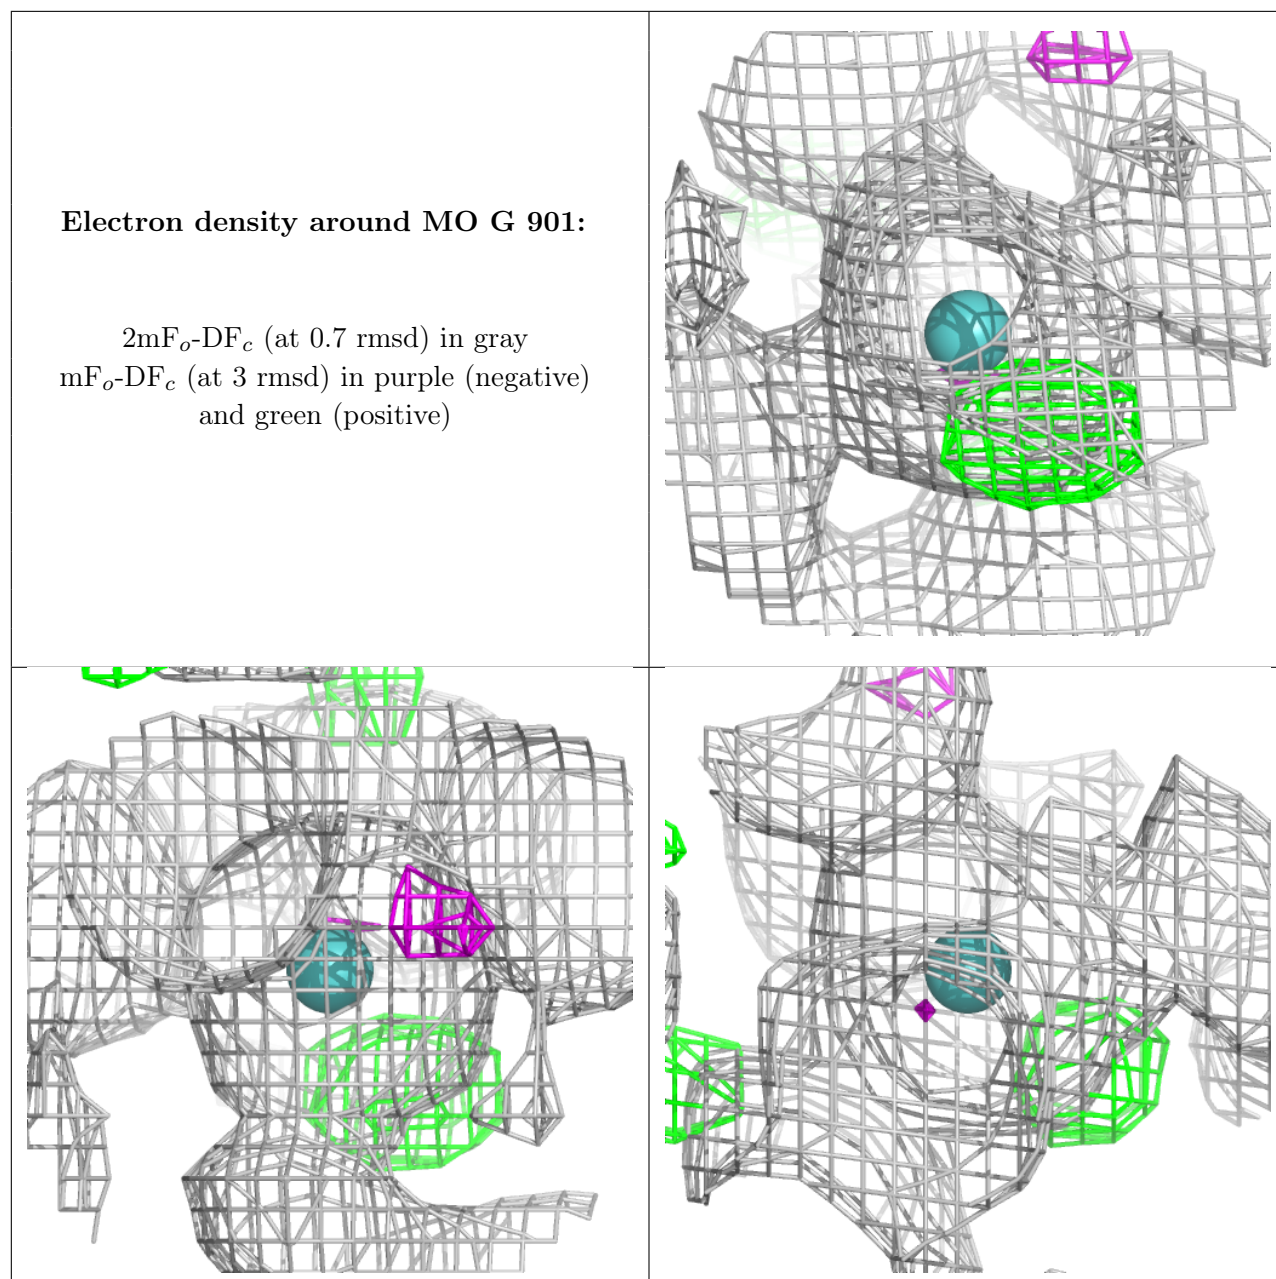 Electron density around MO G 901:
2mFo-DFc (at 0.7 rmsd) in gray
mFo-DFc (at 3 rmsd) in purple (negative)
and green (positive)